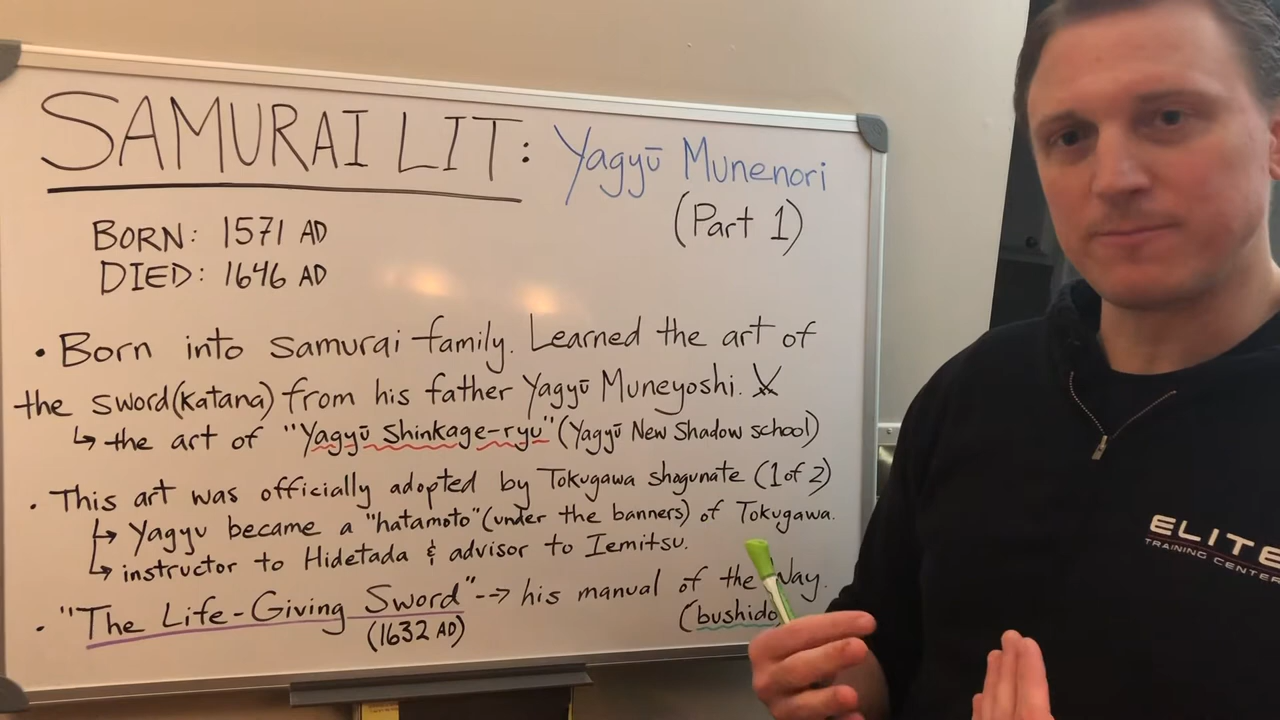 SAMURAI LIT: Yagyū Munenori
(Part 1)
BORN: 1571 AD
DIED: 1646 AD
• Born into samurai family. Learned the art of
the sword(katana) from his father Yagyū Muneyoshi.
↳ the art of "Yagyū Shinkage-ryu" (Yagyū New Shadow school)
• This art was officially adopted by Tokugawa shogunate (1 of 2)
↳ Yagyu became a "hatamoto" (under the banners) of Tokugawa.
↳ instructor to Hidetada & advisor to Iemitsu.
• "The Life-Giving Sword" --> his manual of the Way.
(1632 AD) (bushido
ELITE
TRAINING CENTER